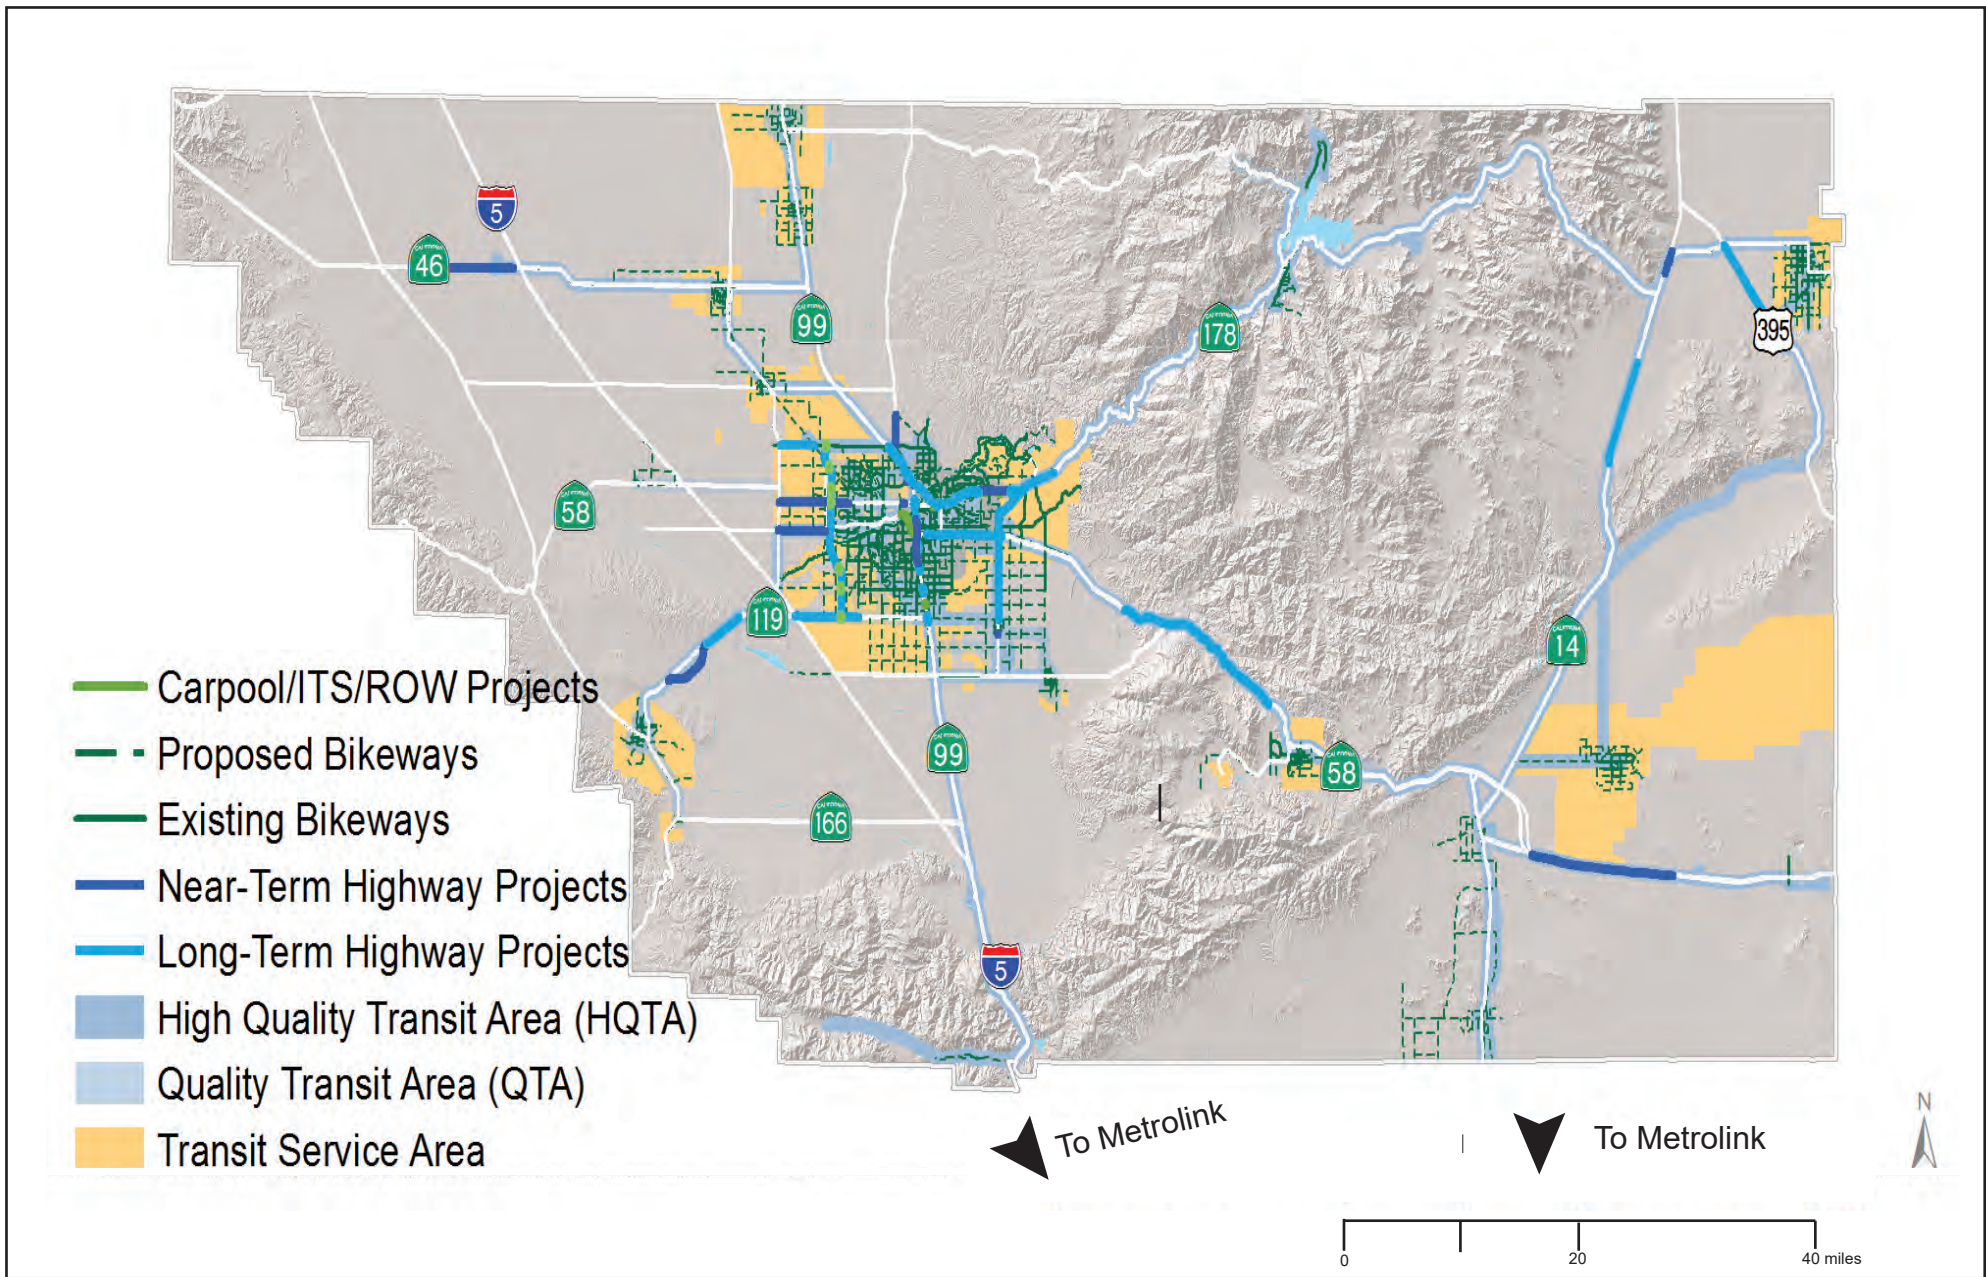 5
46
99
178
395
58
119
14
99
58
166
5
Carpool/ITS/ROW Projects
Proposed Bikeways
Existing Bikeways
Near-Term Highway Projects
Long-Term Highway Projects
High Quality Transit Area (HQTA)
Quality Transit Area (QTA)
Transit Service Area
To Metrolink
To Metrolink
N
0
20
40 miles